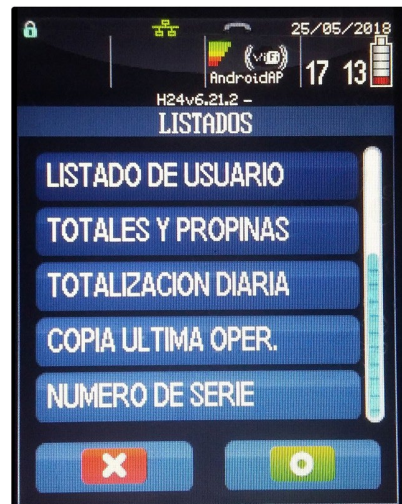 25/05/2018
(WiFi)
AndroidAP
17 13
H24v6.21.2 -
LISTADOS
LISTADO DE USUARIO
TOTALES Y PROPINAS
TOTALIZACION DIARIA
COPIA ULTIMA OPER.
NUMERO DE SERIE